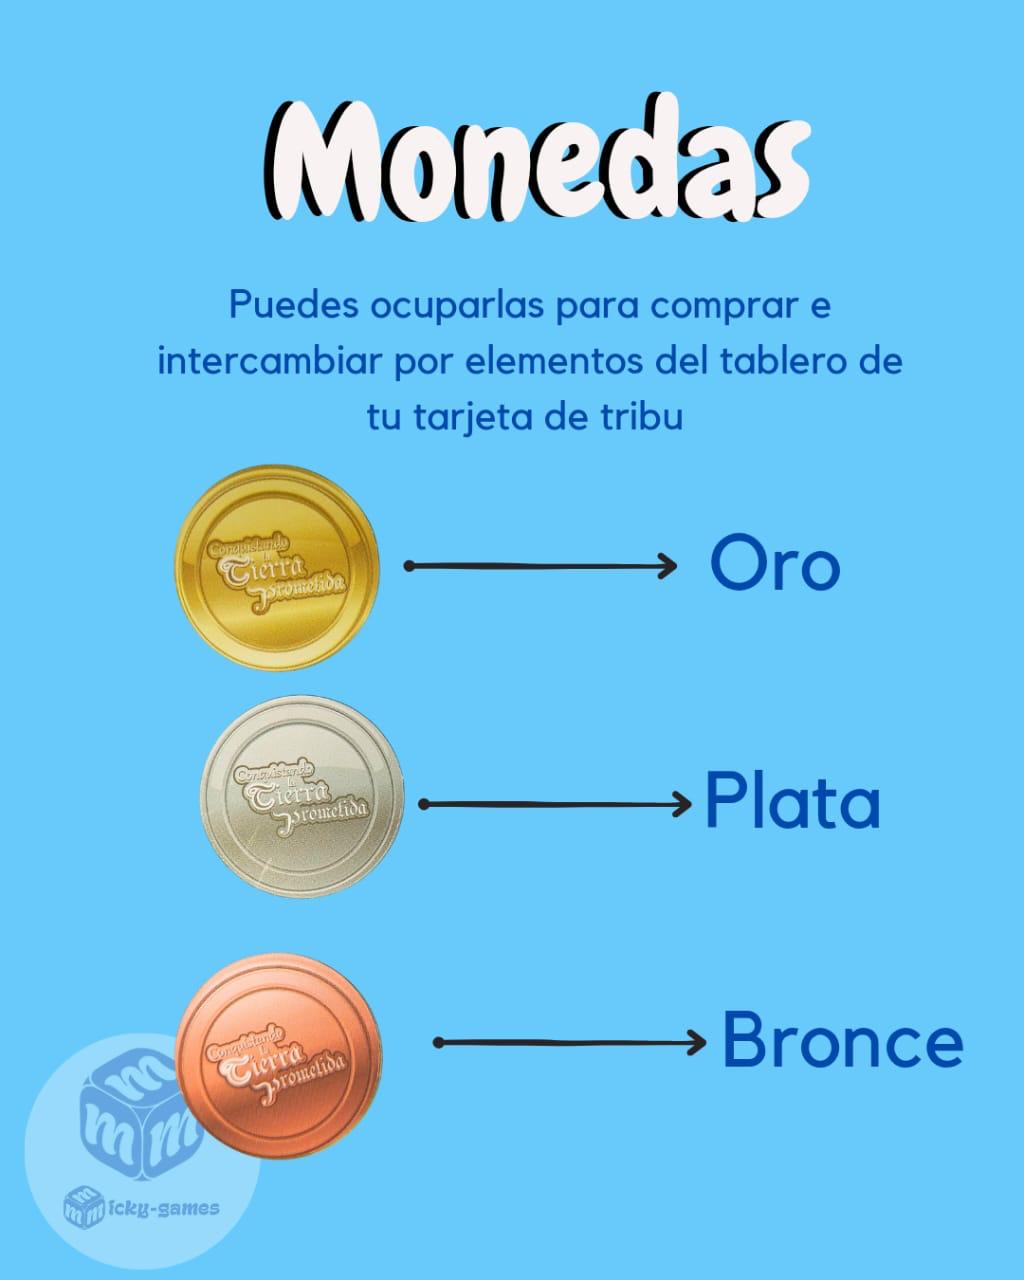 Monedas
Puedes ocuparlas para comprar e
intercambiar por elementos del tablero de
tu tarjeta de tribu
Conquistando
la
Tierra
Prometida
Oro
Conquistando
la
Tierra
Prometida
Plata
Conquistando
la
Tierra
Prometida
Bronce
m
m m
m
m m
icky-games